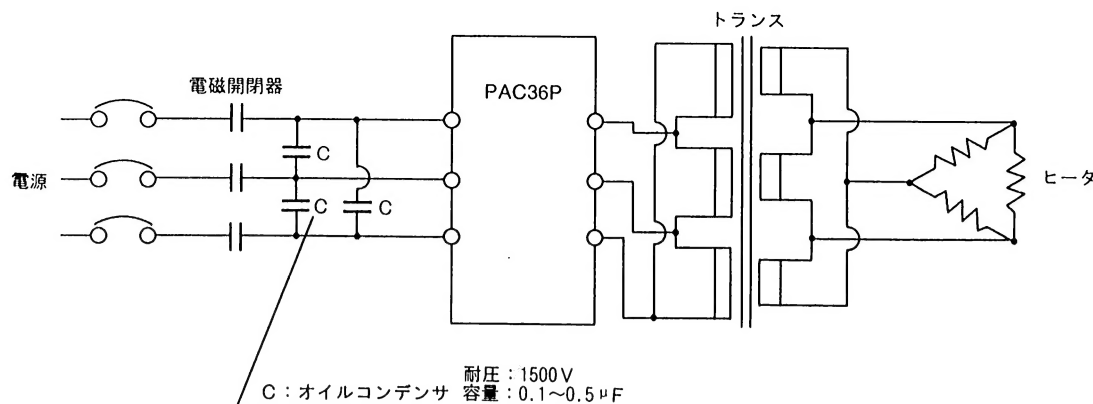 トランス
電磁開閉器
PAC36P
C
電源
C
C
ヒータ
耐圧：1500V
C：オイルコンデンサ 容量：0.1～0.5μF